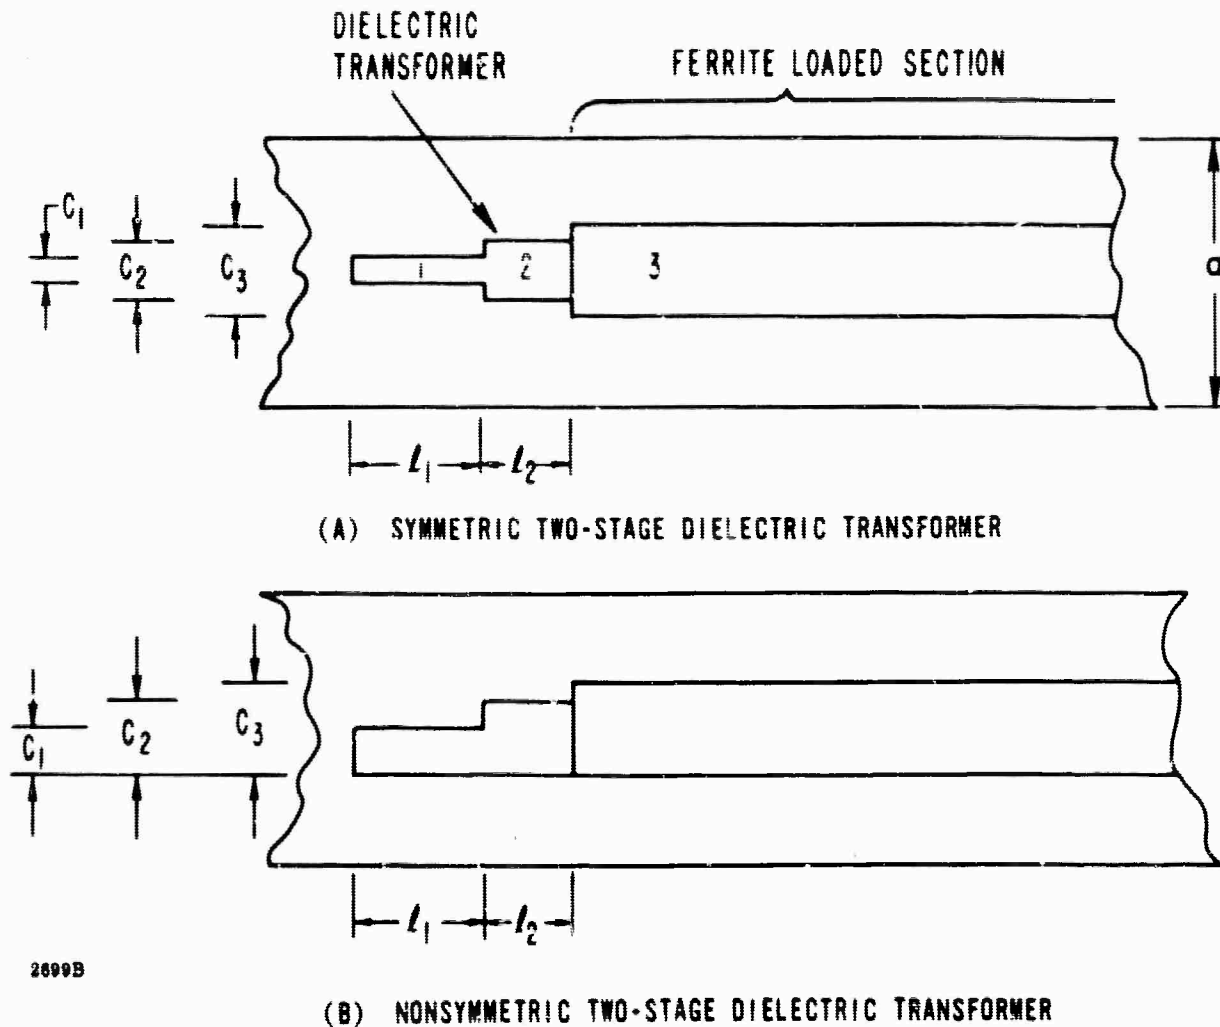 DIELECTRIC
TRANSFORMER
FERRITE LOADED SECTION
C₁
C₂
C₃
1
2
3
a
ℓ₁
ℓ₂
(A) SYMMETRIC TWO-STAGE DIELECTRIC TRANSFORMER
C₁
C₂
C₃
ℓ₁
ℓ₂
2699B
(B) NONSYMMETRIC TWO-STAGE DIELECTRIC TRANSFORMER